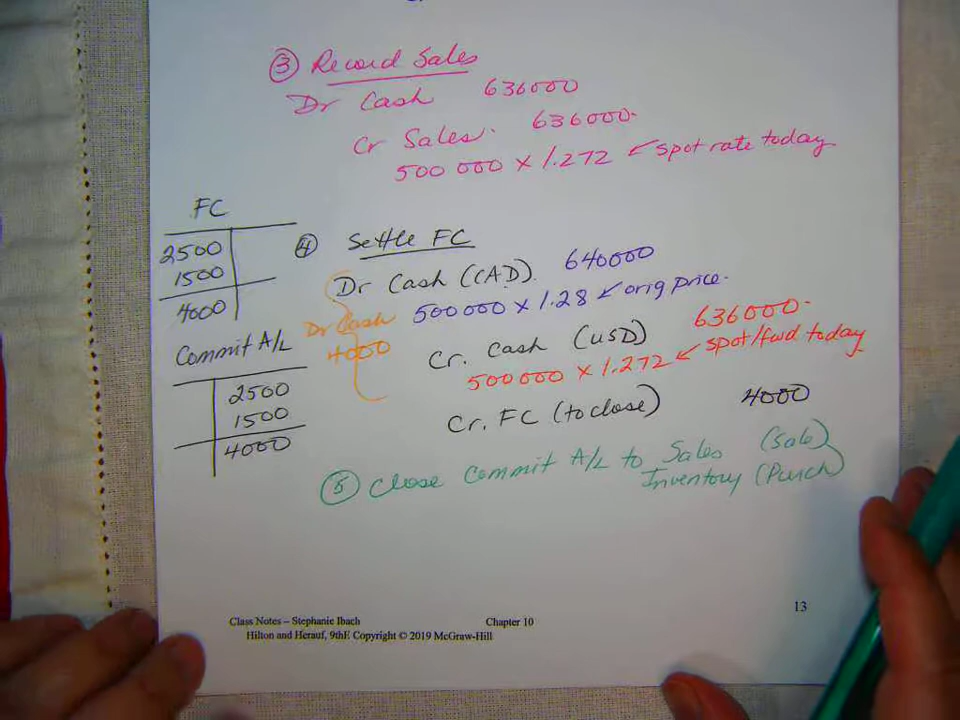 ③ Record Sales
Dr Cash 636000
Cr Sales. 636000.
500 000 × 1.272 ← spot rate today
FC
2500
1500
4000
④ Settle FC
Dr Cash (CAD). 640000
500 000 × 1.28 ← orig price.
Dr Cash
4000
Cr. Cash (USD) 636000.
500 000 × 1.272 ← spot/fwd today
Cr. FC (to close) 4000
Commit A/L
2500
1500
4000
⑤ Close Commit A/L to Sales (Sale)
Inventory (Purch)
13
Class Notes – Stephanie Ibach Chapter 10
Hilton and Herauf, 9thE Copyright © 2019 McGraw-Hill